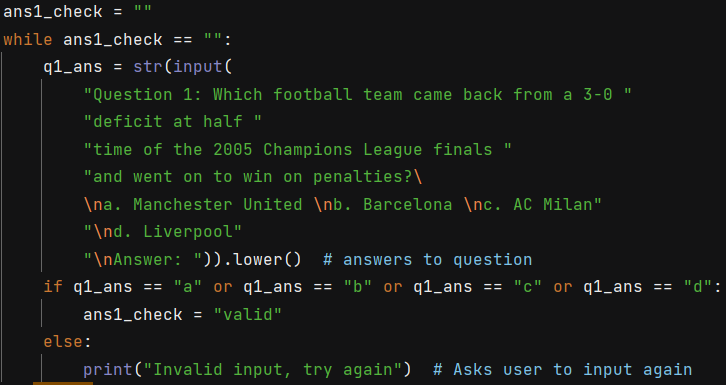 ans1_check = ""
while ans1_check == "":
    q1_ans = str(input(
        "Question 1: Which football team came back from a 3-0 "
        "deficit at half "
        "time of the 2005 Champions League finals "
        "and went on to win on penalties?\
        \na. Manchester United \nb. Barcelona \nc. AC Milan"
        "\nd. Liverpool"
        "\nAnswer: ")).lower()  # answers to question
    if q1_ans == "a" or q1_ans == "b" or q1_ans == "c" or q1_ans == "d":
        ans1_check = "valid"
    else:
        print("Invalid input, try again")  # Asks user to input again